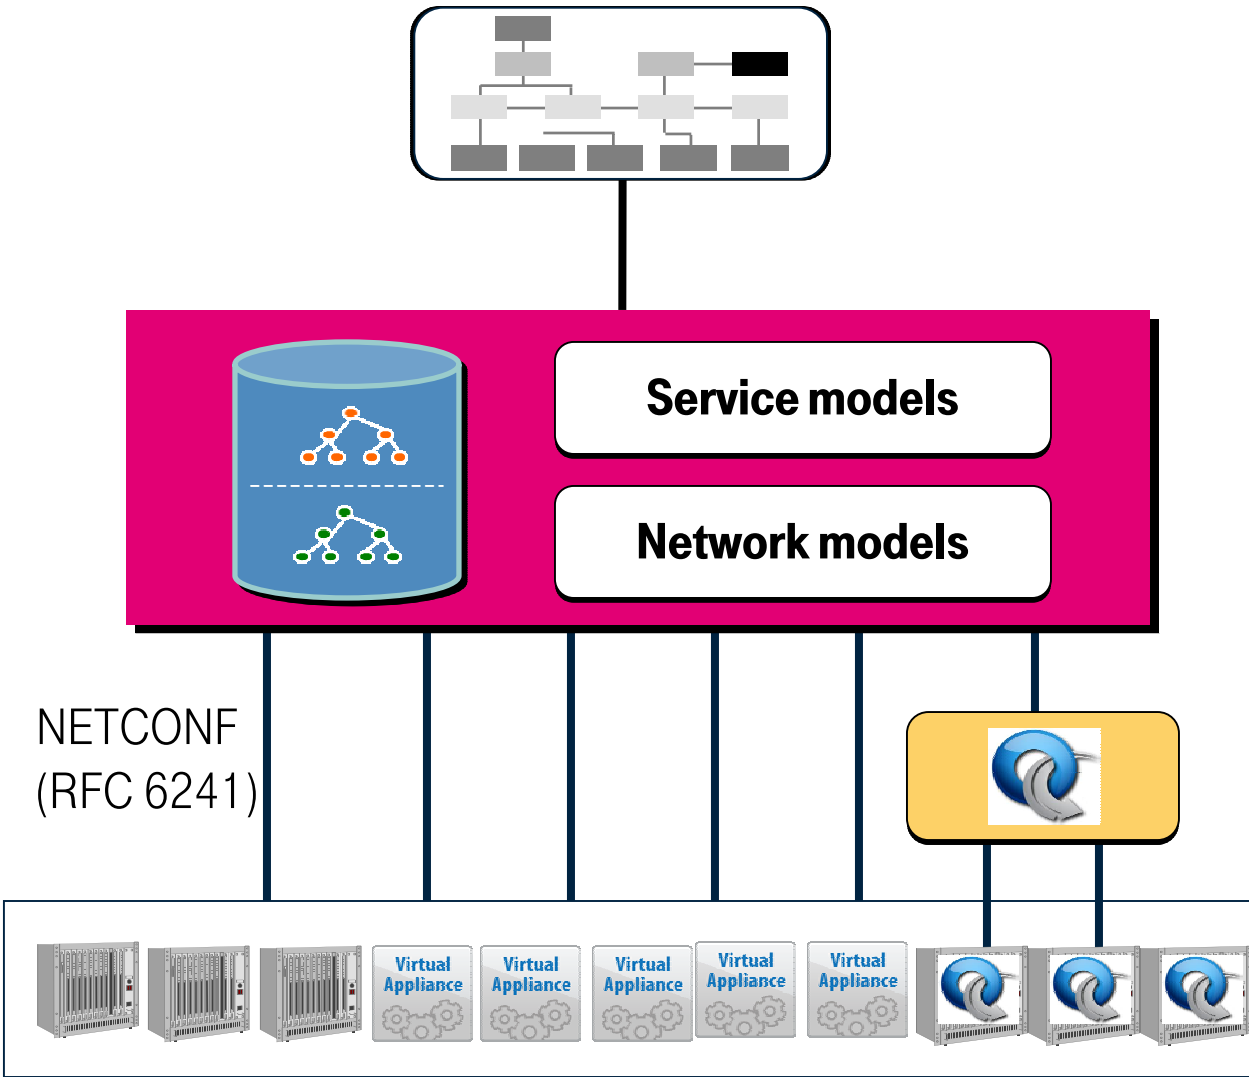 Service models
Network models
NETCONF
(RFC 6241)
Virtual
Appliance
Virtual
Appliance
Virtual
Appliance
Virtual
Appliance
Virtual
Appliance